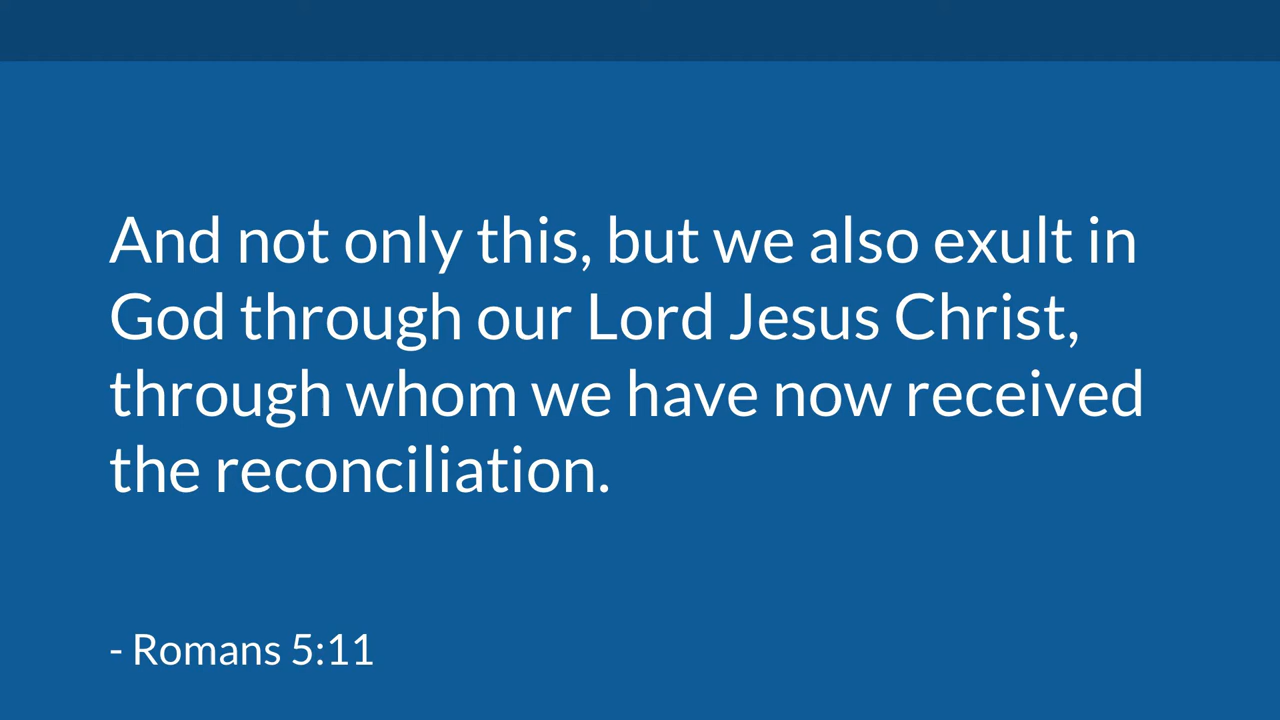 And not only this, but we also exult in
God through our Lord Jesus Christ,
through whom we have now received
the reconciliation.
- Romans 5:11